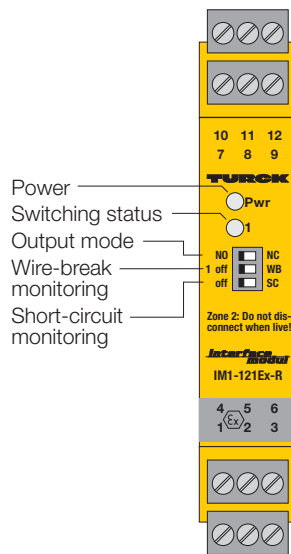 10 11 12
7 8 9
TURCK
Power
Pwr
Switching status
1
Output mode
NO NC
Wire-break
monitoring
1 off WB
Short-circuit
monitoring
off SC
Zone 2: Do not dis-
connect when live!
interface
modul
IM1-121Ex-R
4 5 6
Ex
1 2 3